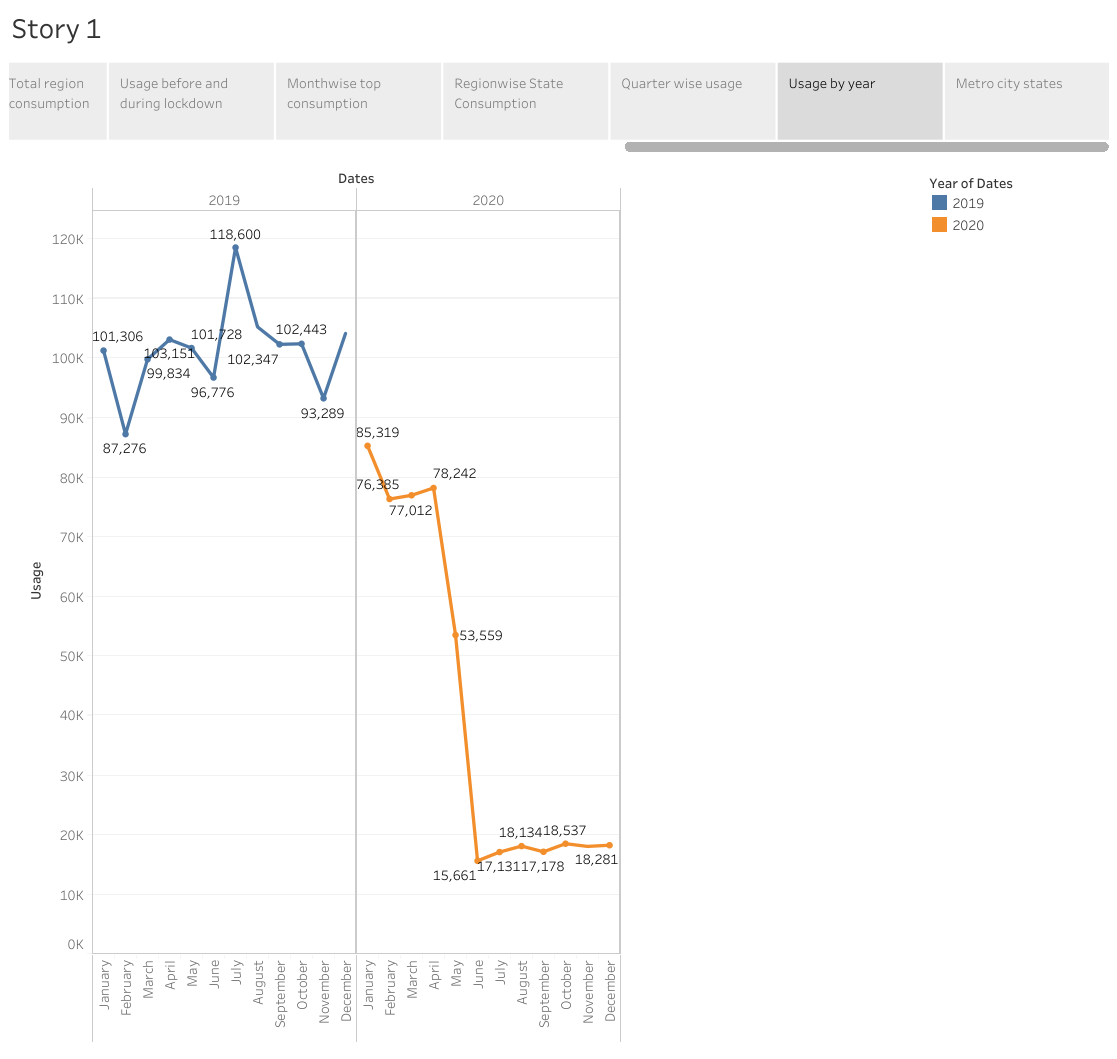 Story 1
Total region consumption
Usage before and during lockdown
Monthwise top consumption
Regionwise State Consumption
Quarter wise usage
Usage by year
Metro city states
Dates
2019
2020
Year of Dates
2019
2020
Usage
120K
110K
100K
90K
80K
70K
60K
50K
40K
30K
20K
10K
0K
101,306
87,276
99,834
103,151
101,728
96,776
118,600
102,347
102,443
93,289
85,319
76,385
77,012
78,242
53,559
15,661
17,131
18,134
17,178
18,537
18,281
January
February
March
April
May
June
July
August
September
October
November
December
January
February
March
April
May
June
July
August
September
October
November
December